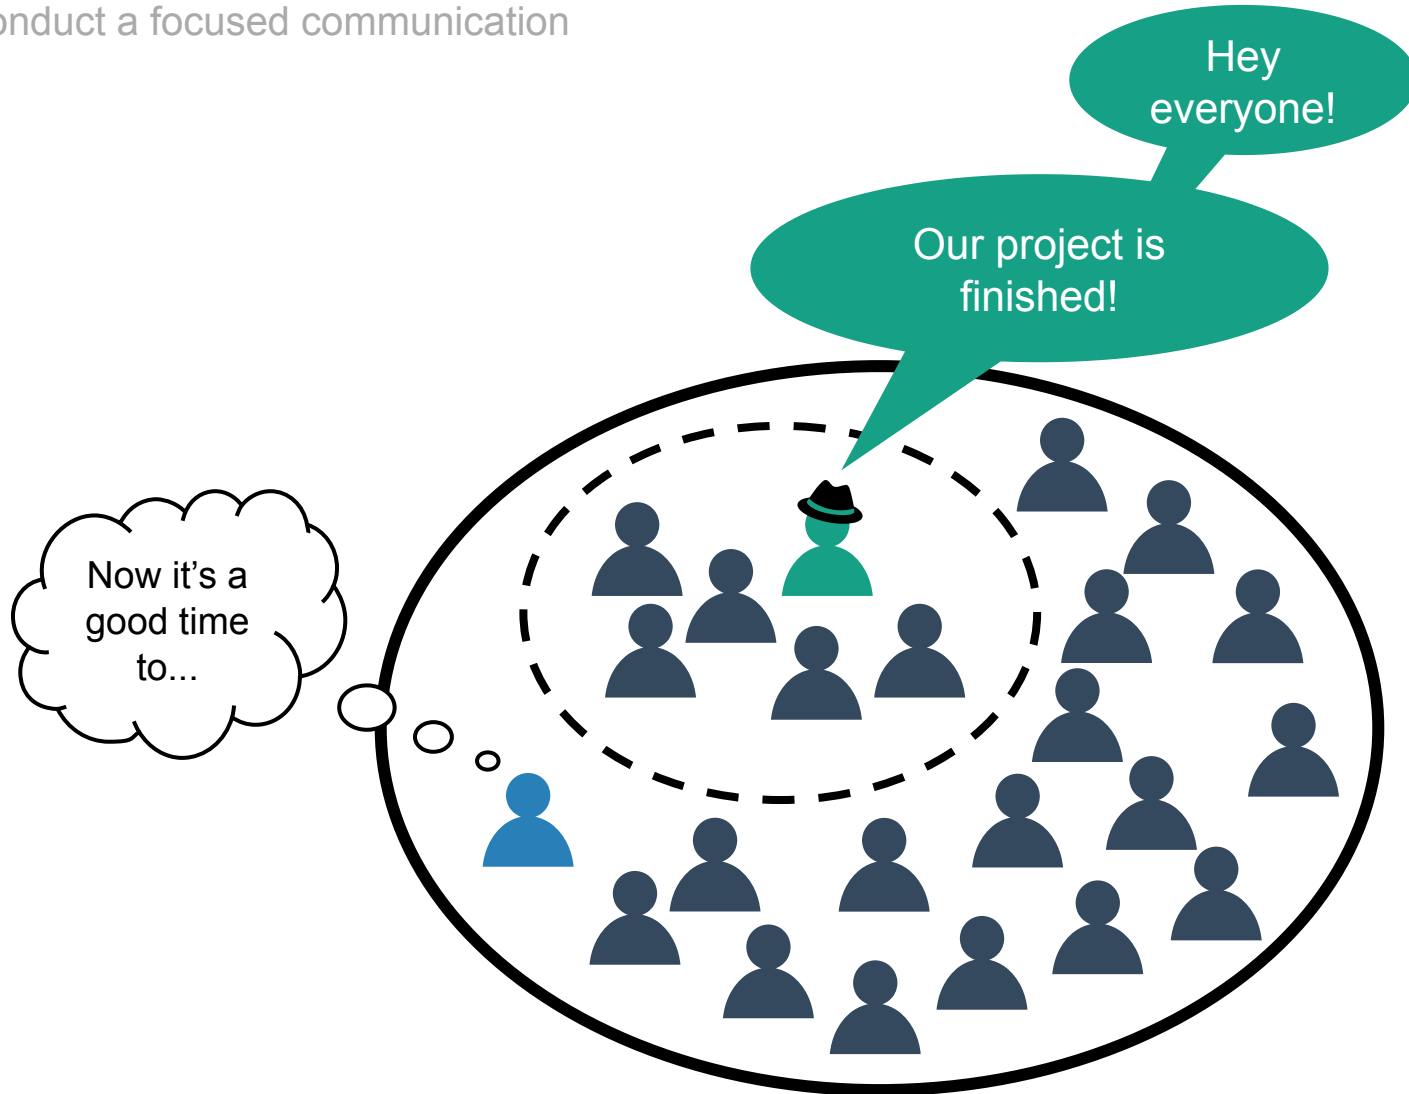 onduct a focused communication
Hey
everyone!
Our project is
finished!
Now it's a
good time
to...